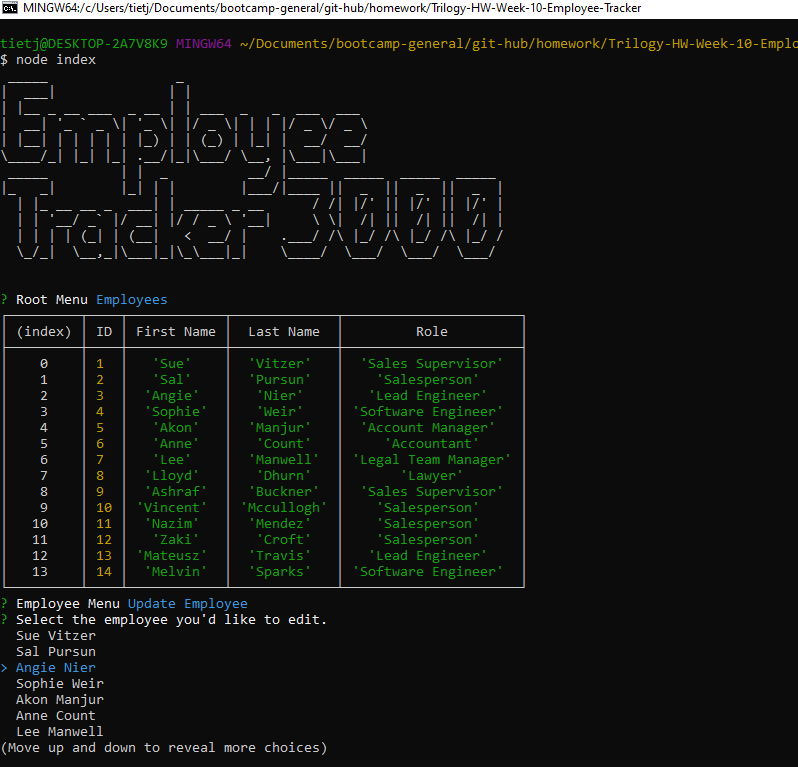 MINGW64:/c/Users/tietj/Documents/bootcamp-general/git-hub/homework/Trilogy-HW-Week-10-Employee-Tracker
tietj@DESKTOP-2A7V8K9 MINGW64 ~/Documents/bootcamp-general/git-hub/homework/Trilogy-HW-Week-10-Emplo
$ node index
Employee
Tracker 3000
? Root Menu Employees
(index) ID First Name Last Name Role
0 1 'Sue' 'Vitzer' 'Sales Supervisor'
1 2 'Sal' 'Pursun' 'Salesperson'
2 3 'Angie' 'Nier' 'Lead Engineer'
3 4 'Sophie' 'Weir' 'Software Engineer'
4 5 'Akon' 'Manjur' 'Account Manager'
5 6 'Anne' 'Count' 'Accountant'
6 7 'Lee' 'Manwell' 'Legal Team Manager'
7 8 'Lloyd' 'Dhurn' 'Lawyer'
8 9 'Ashraf' 'Buckner' 'Sales Supervisor'
9 10 'Vincent' 'Mccullogh' 'Salesperson'
10 11 'Nazim' 'Mendez' 'Salesperson'
11 12 'Zaki' 'Croft' 'Salesperson'
12 13 'Mateusz' 'Travis' 'Lead Engineer'
13 14 'Melvin' 'Sparks' 'Software Engineer'
? Employee Menu Update Employee
? Select the employee you'd like to edit.
Sue Vitzer
Sal Pursun
> Angie Nier
Sophie Weir
Akon Manjur
Anne Count
Lee Manwell
(Move up and down to reveal more choices)